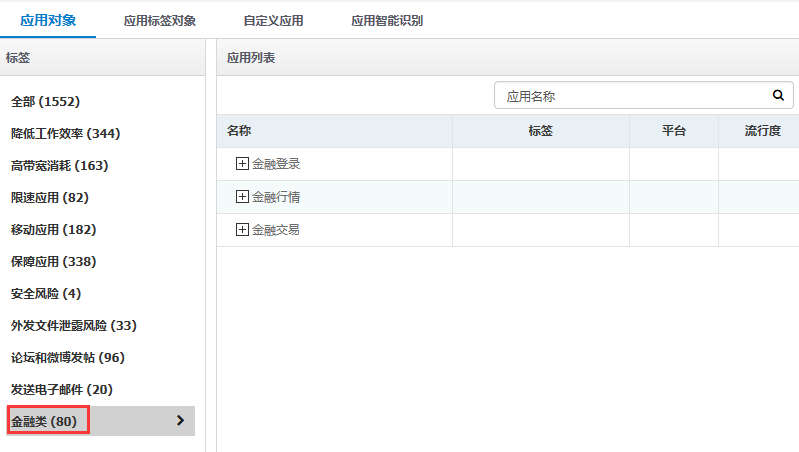 应用对象 应用标签对象 自定义应用 应用智能识别
标签
全部 (1552)
降低工作效率 (344)
高带宽消耗 (163)
限速应用 (82)
移动应用 (182)
保障应用 (338)
安全风险 (4)
外发文件泄露风险 (33)
论坛和微博发帖 (96)
发送电子邮件 (20)
金融类 (80)
应用列表
应用名称
名称 标签 平台 流行度
金融登录
金融行情
金融交易